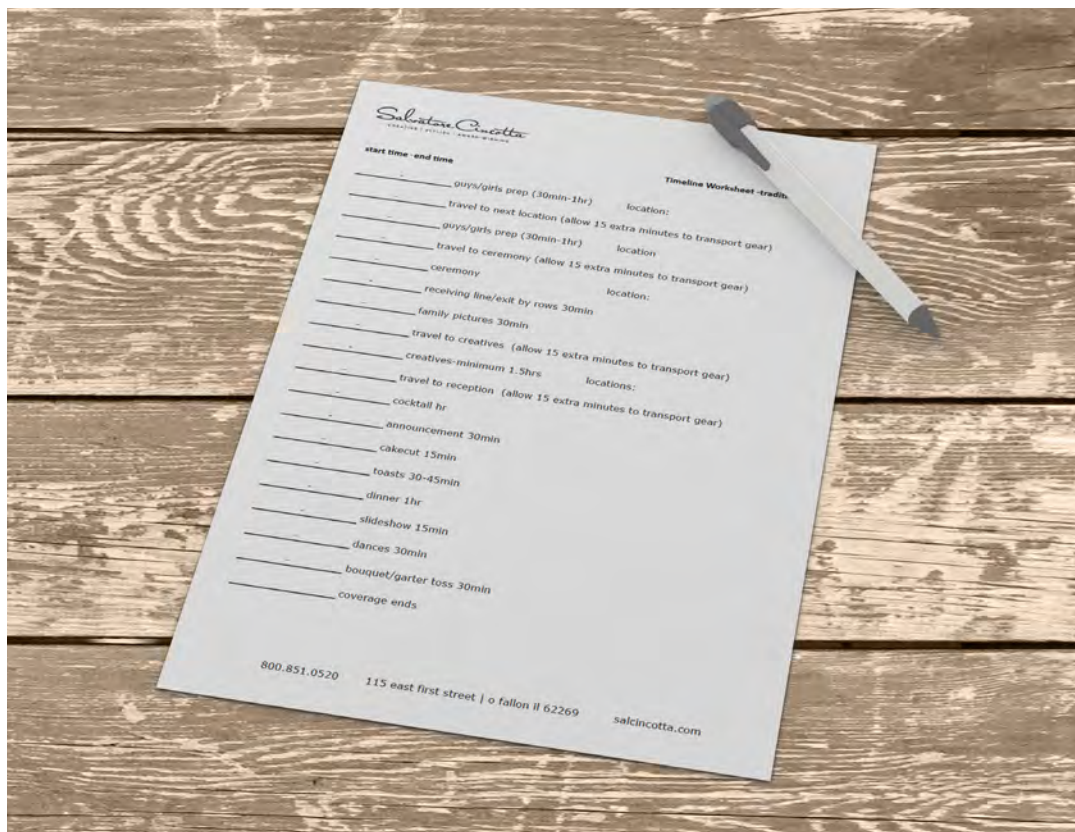 Salvatore Cincotta
start time -end time
Timeline Worksheet -tradit
guys/girls prep (30min-1hr) location:
travel to next location (allow 15 extra minutes to transport gear)
guys/girls prep (30min-1hr) location
travel to ceremony (allow 15 extra minutes to transport gear)
ceremony location:
receiving line/exit by rows 30min
family pictures 30min
travel to creatives (allow 15 extra minutes to transport gear)
creatives-minimum 1.5hrs locations:
travel to reception (allow 15 extra minutes to transport gear)
cocktail hr
announcement 30min
cakecut 15min
toasts 30-45min
dinner 1hr
slideshow 15min
dances 30min
bouquet/garter toss 30min
coverage ends
800.851.0520 115 east first street | o fallon il 62269 salcincotta.com